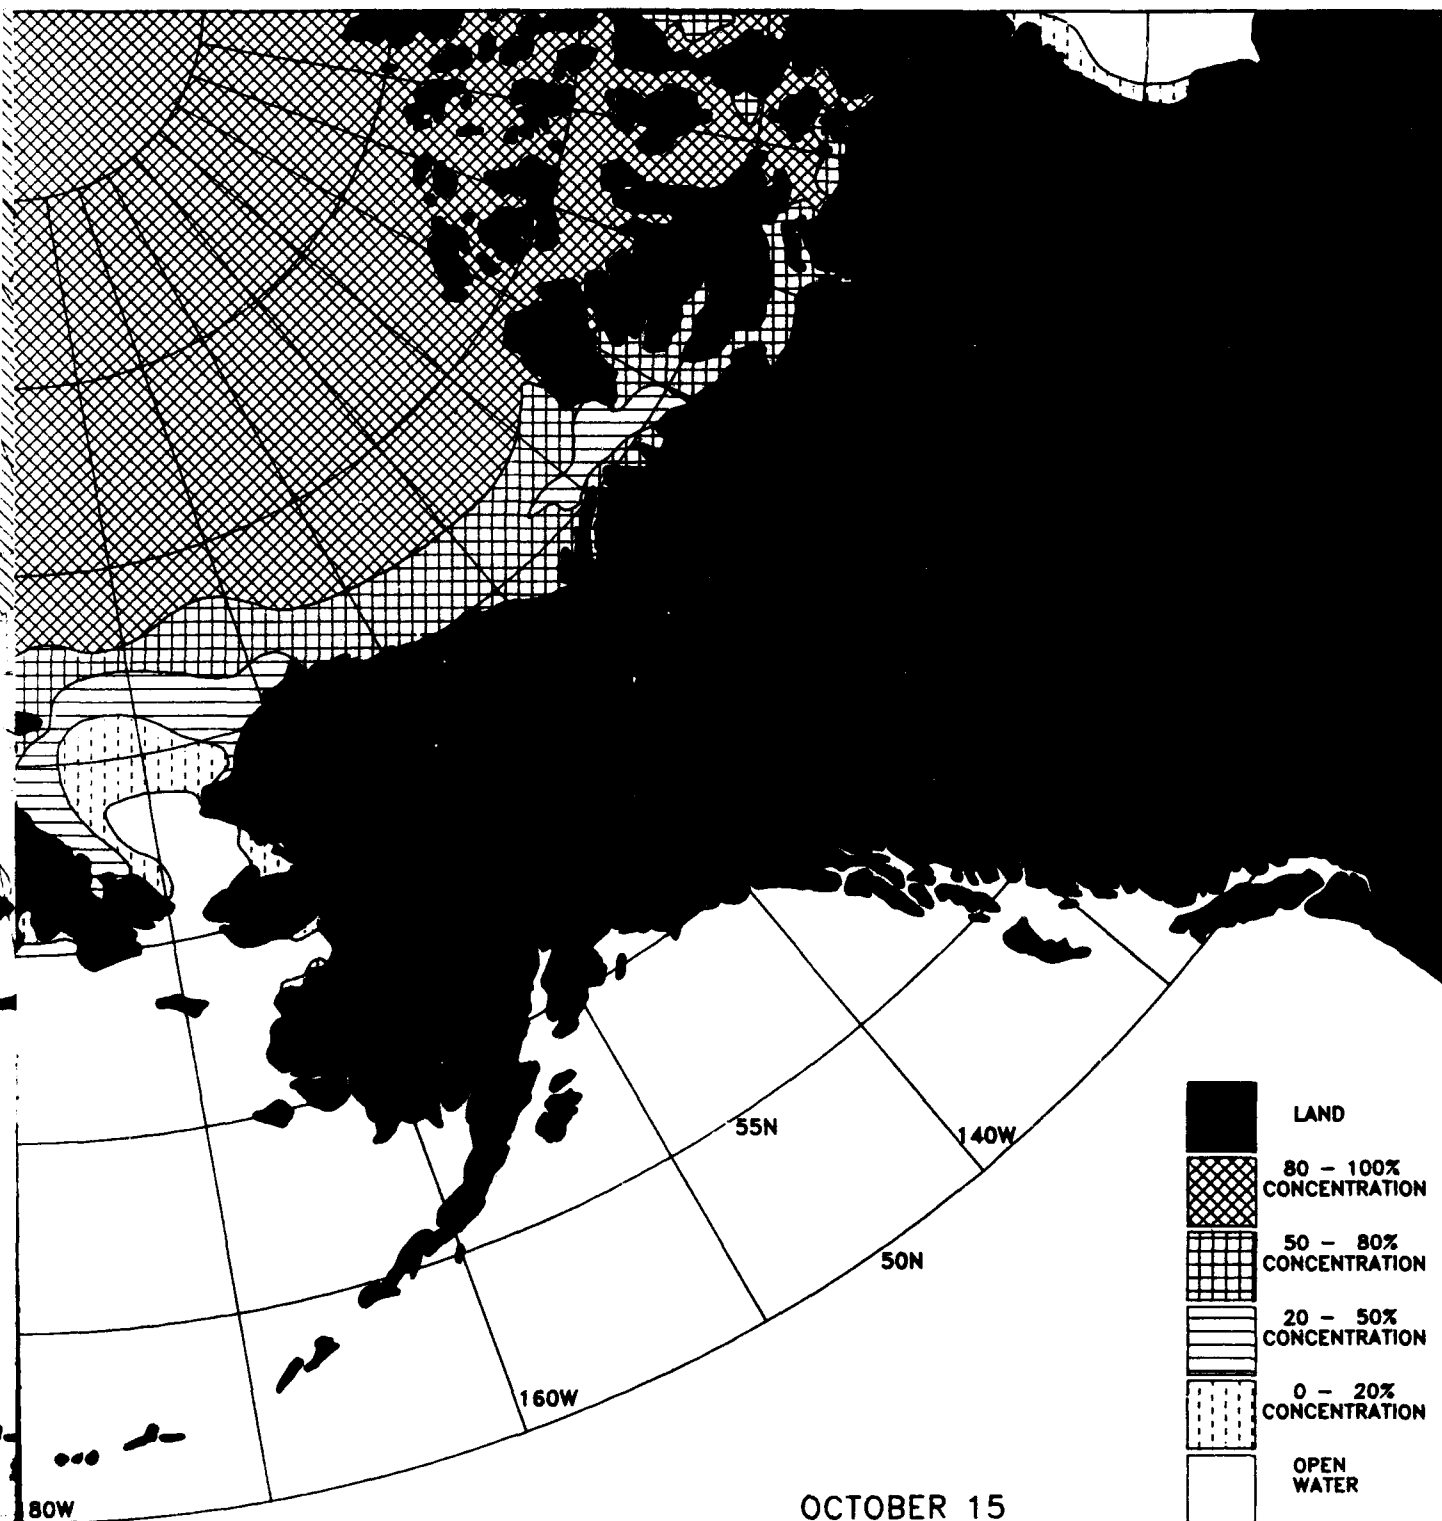 55N
140W
50N
160W
80W
LAND
80 - 100%
CONCENTRATION
50 - 80%
CONCENTRATION
20 - 50%
CONCENTRATION
0 - 20%
CONCENTRATION
OPEN
WATER
OCTOBER 15